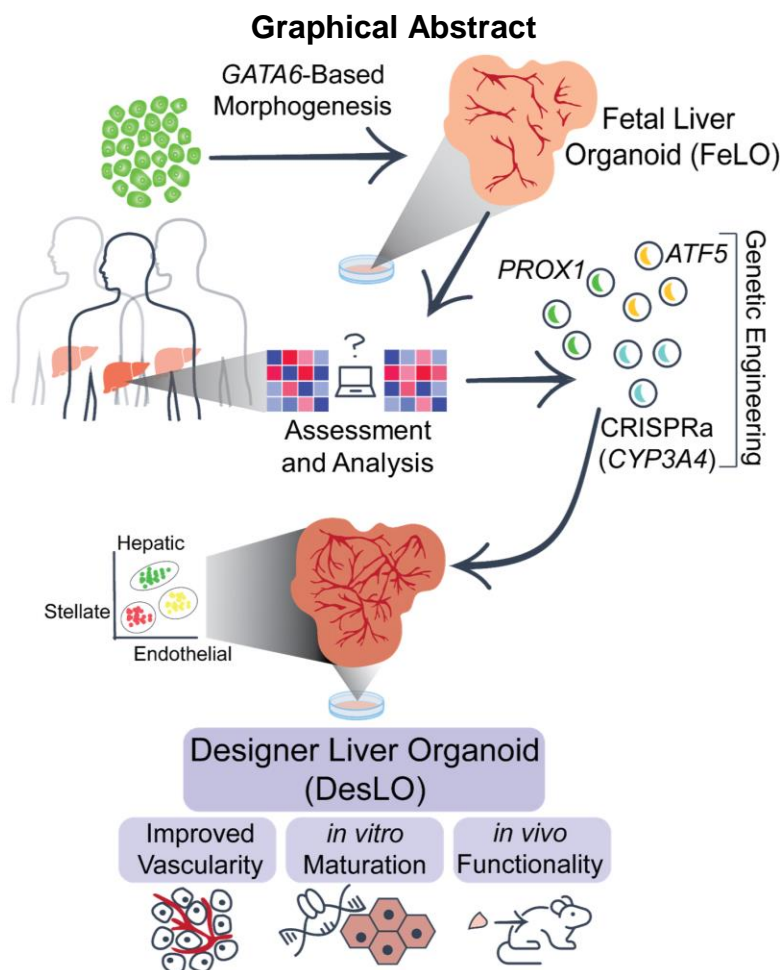 Graphical Abstract
GATA6-Based
Morphogenesis
Fetal Liver
Organoid (FeLO)
PROX1
ATF5
Genetic Engineering
?
Assessment
and Analysis
CRISPRa
(CYP3A4)
Hepatic
Stellate
Endothelial
Designer Liver Organoid
(DesLO)
Improved
Vascularity
in vitro
Maturation
in vivo
Functionality